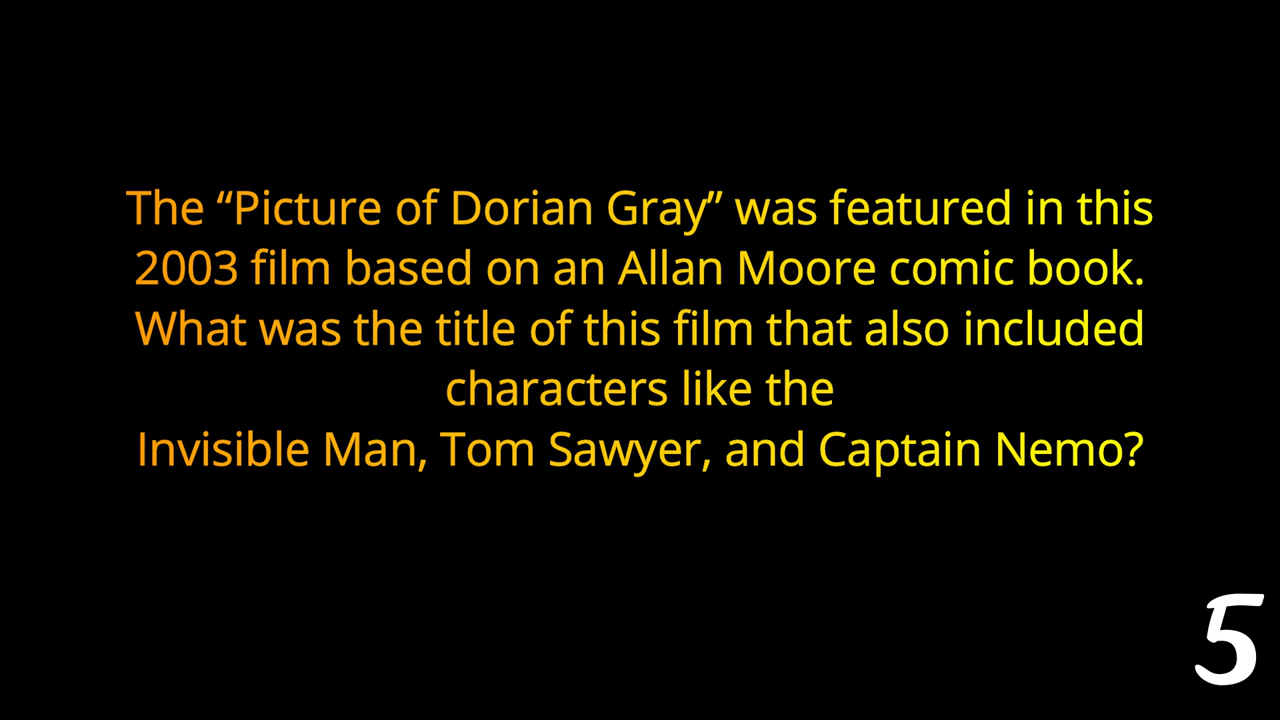 The “Picture of Dorian Gray” was featured in this
2003 film based on an Allan Moore comic book.
What was the title of this film that also included
characters like the
Invisible Man, Tom Sawyer, and Captain Nemo?
5